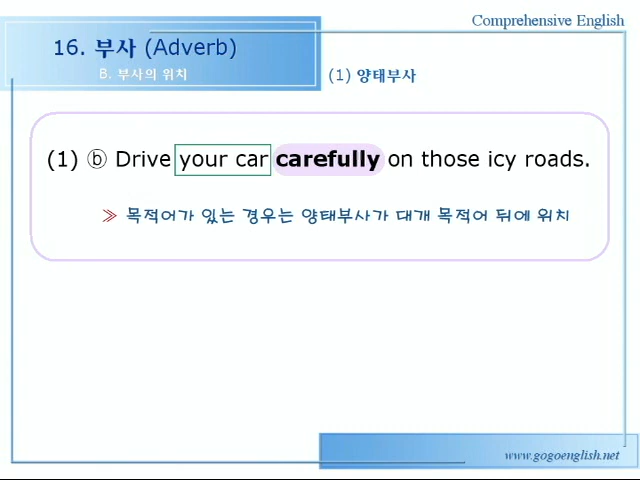 Comprehensive English
16. 부사 (Adverb)
B. 부사의 위치
(1) 양태부사
(1) ⓑ Drive your car carefully on those icy roads.
≫ 목적어가 있는 경우는 양태부사가 대개 목적어 뒤에 위치
www.gogoenglish.net